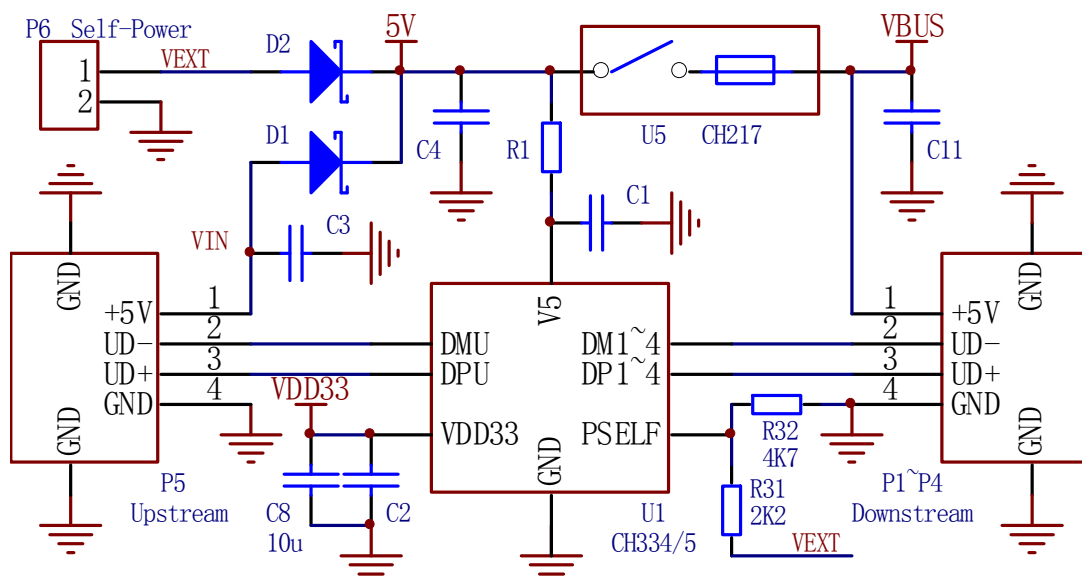 P6 Self-Power
VEXT
D2
5V
VBUS
1
2
D1
C4
R1
U5 CH217
C11
C3
C1
VIN
GND
V5
GND
+5V
1
1
+5V
UD-
2
DMU
DM1~4
2
UD-
UD+
3
DPU
DP1~4
3
UD+
GND
4
VDD33
4
GND
VDD33
PSELF
R32
4K7
GND
GND
GND
P5
Upstream
C8
10u
C2
U1
CH334/5
R31
2K2
VEXT
P1~P4
Downstream